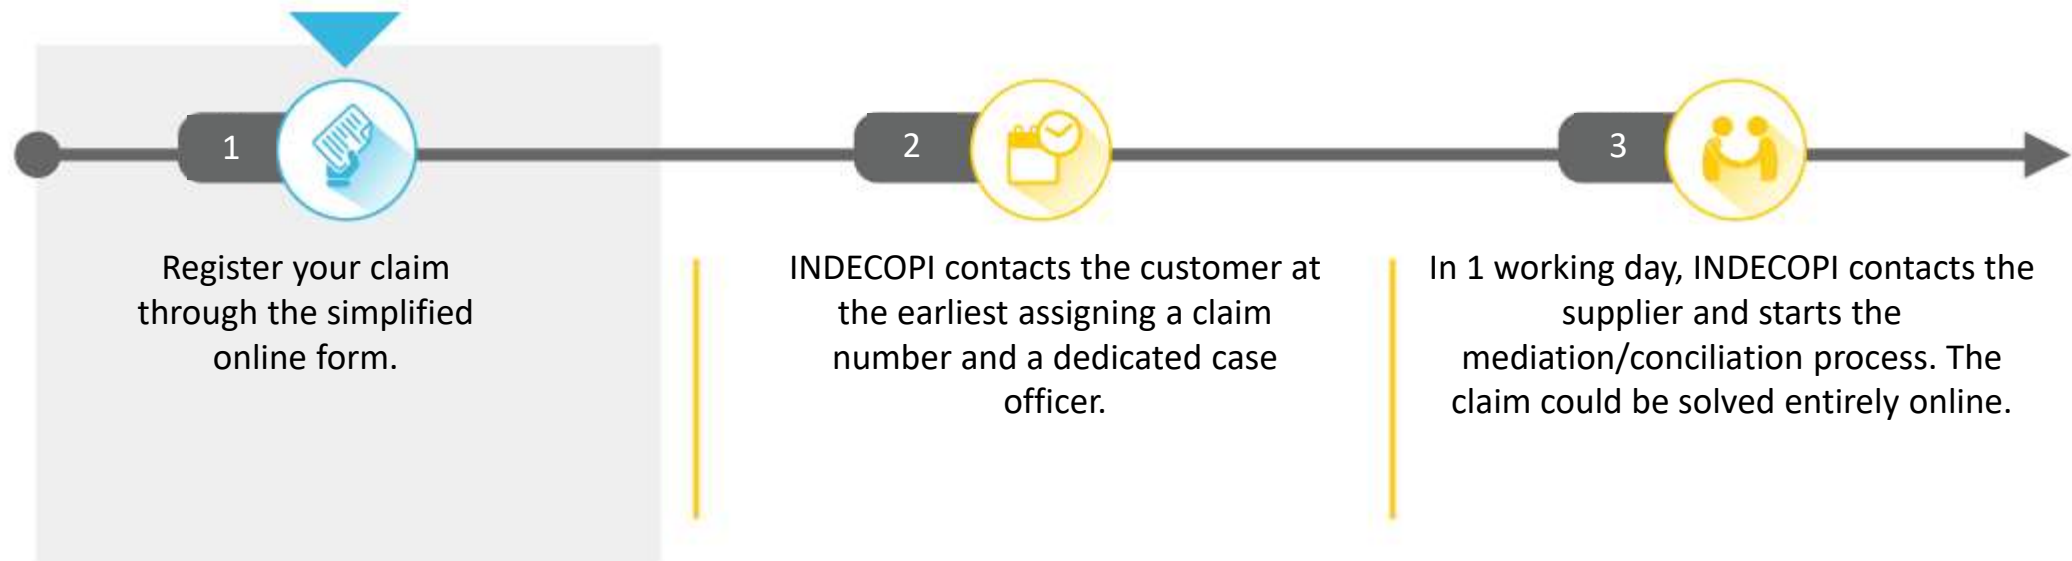 1
Register your claim
through the simplified
online form.
2
INDECOPI contacts the customer at
the earliest assigning a claim
number and a dedicated case
officer.
3
In 1 working day, INDECOPI contacts the
supplier and starts the
mediation/conciliation process. The
claim could be solved entirely online.